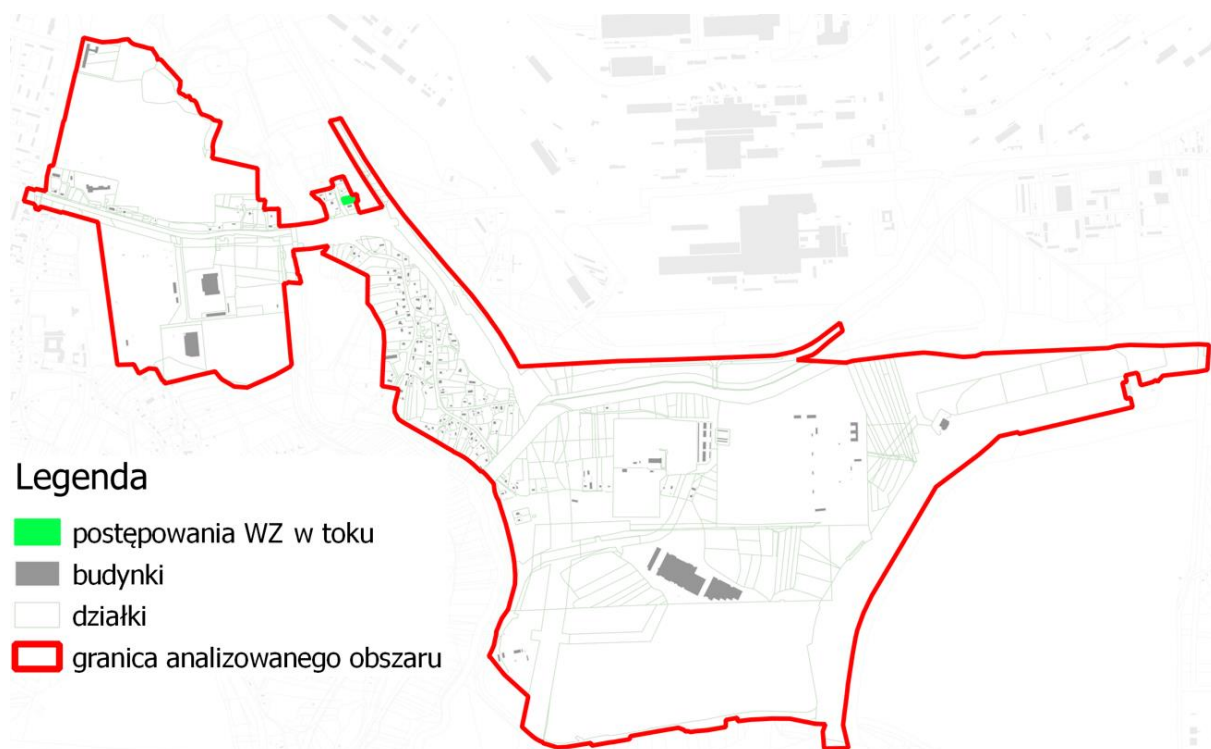 Legenda
postępowania WZ w toku
budynki
działki
granica analizowanego obszaru